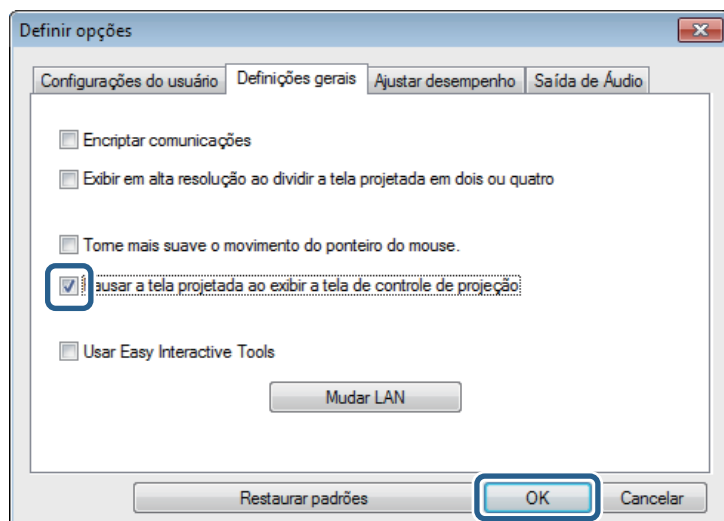 Definir opções
Configurações do usuário Definições gerais Ajustar desempenho Saída de Áudio
Encriptar comunicações
Exibir em alta resolução ao dividir a tela projetada em dois ou quatro
Torne mais suave o movimento do ponteiro do mouse.
ausar a tela projetada ao exibir a tela de controle de projeção
Usar Easy Interactive Tools
Mudar LAN
Restaurar padrões OK Cancelar